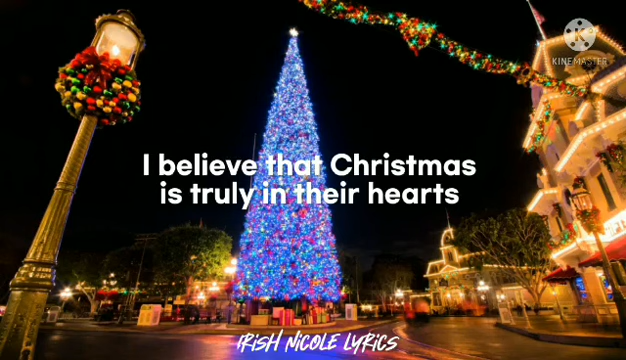 K
KINEMASTER
I believe that Christmas
is truly in their hearts
IRISH NICOLE LYRICS